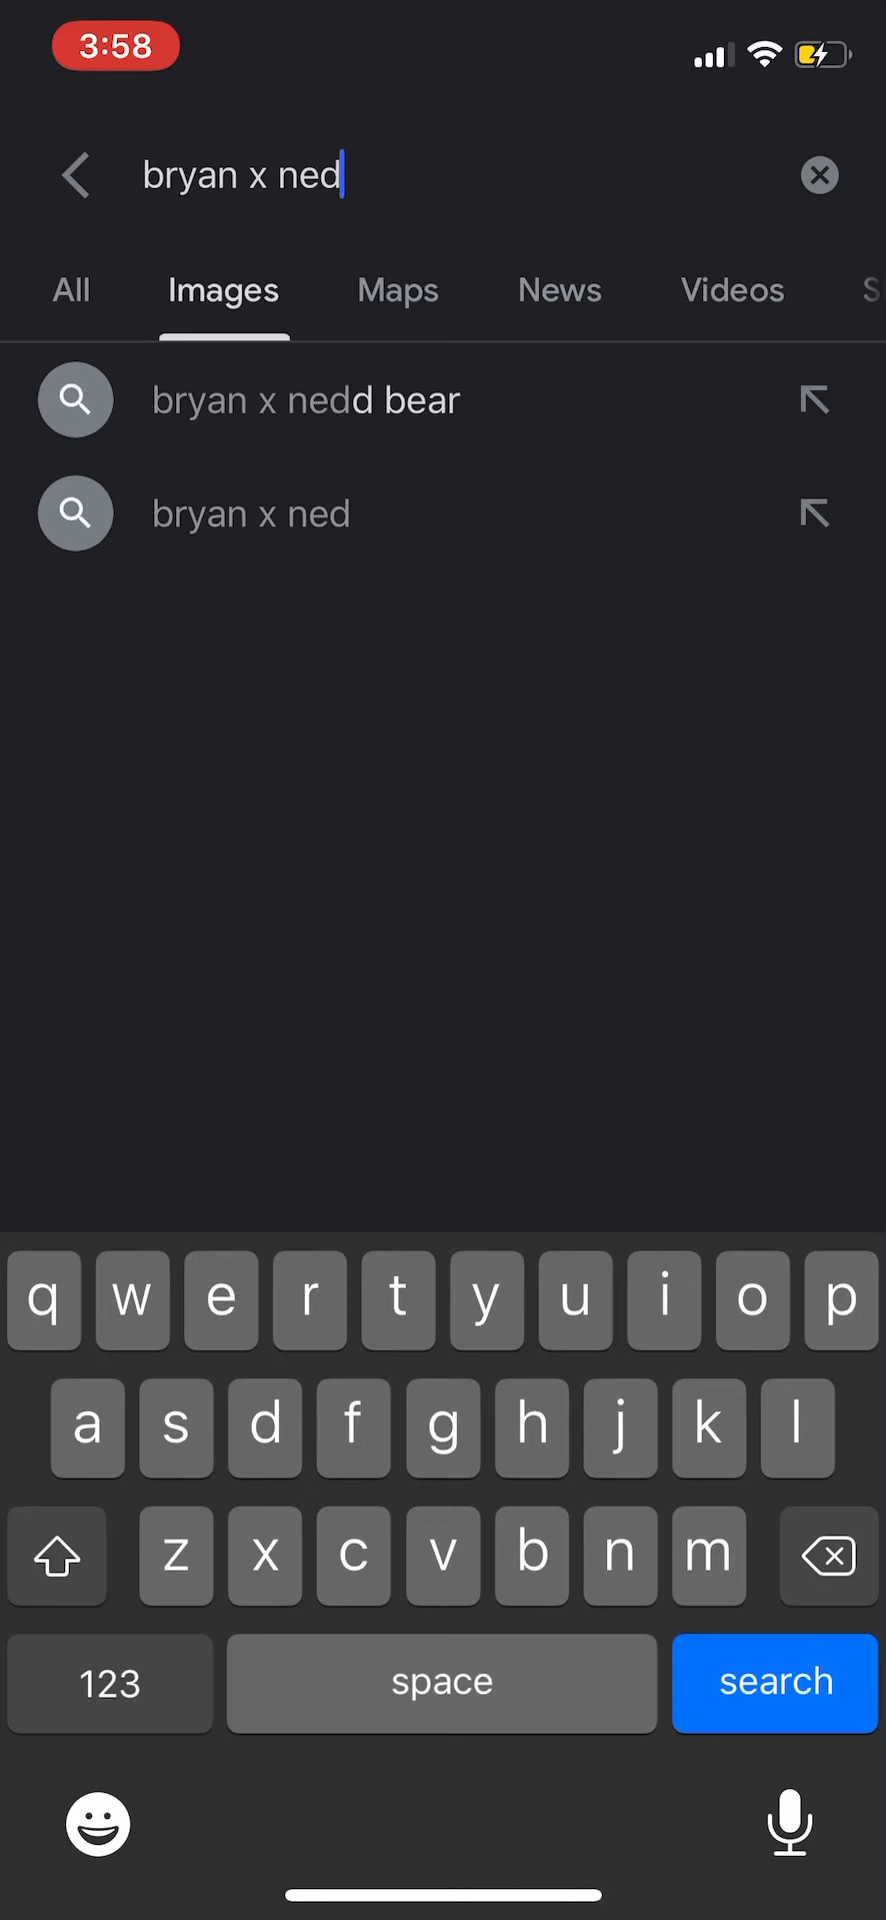 3:58
bryan x ned
All Images Maps News Videos S
bryan x nedd bear
bryan x ned
q w e r t y u i o p
a s d f g h j k l
z x c v b n m
123 space search